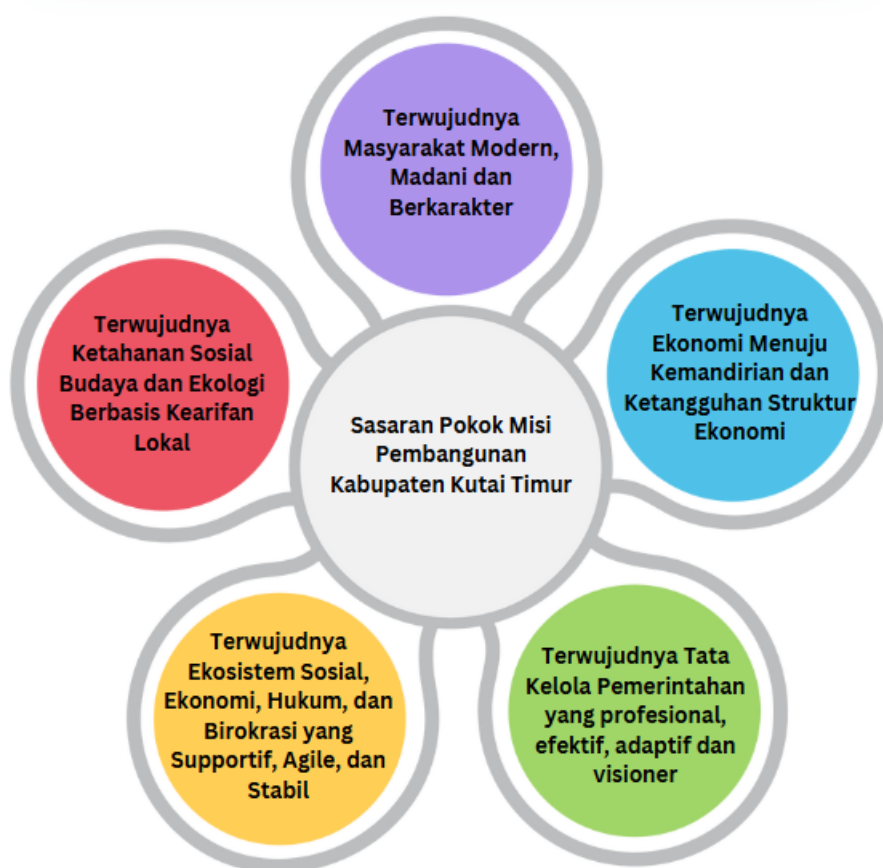 Terwujudnya
Masyarakat Modern,
Madani dan
Berkarakter
Terwujudnya
Ekonomi Menuju
Kemandirian dan
Ketangguhan Struktur
Ekonomi
Terwujudnya Tata
Kelola Pemerintahan
yang profesional,
efektif, adaptif dan
visioner
Terwujudnya
Ekosistem Sosial,
Ekonomi, Hukum, dan
Birokrasi yang
Supportif, Agile, dan
Stabil
Terwujudnya
Ketahanan Sosial
Budaya dan Ekologi
Berbasis Kearifan
Lokal
Sasaran Pokok Misi
Pembangunan
Kabupaten Kutai Timur